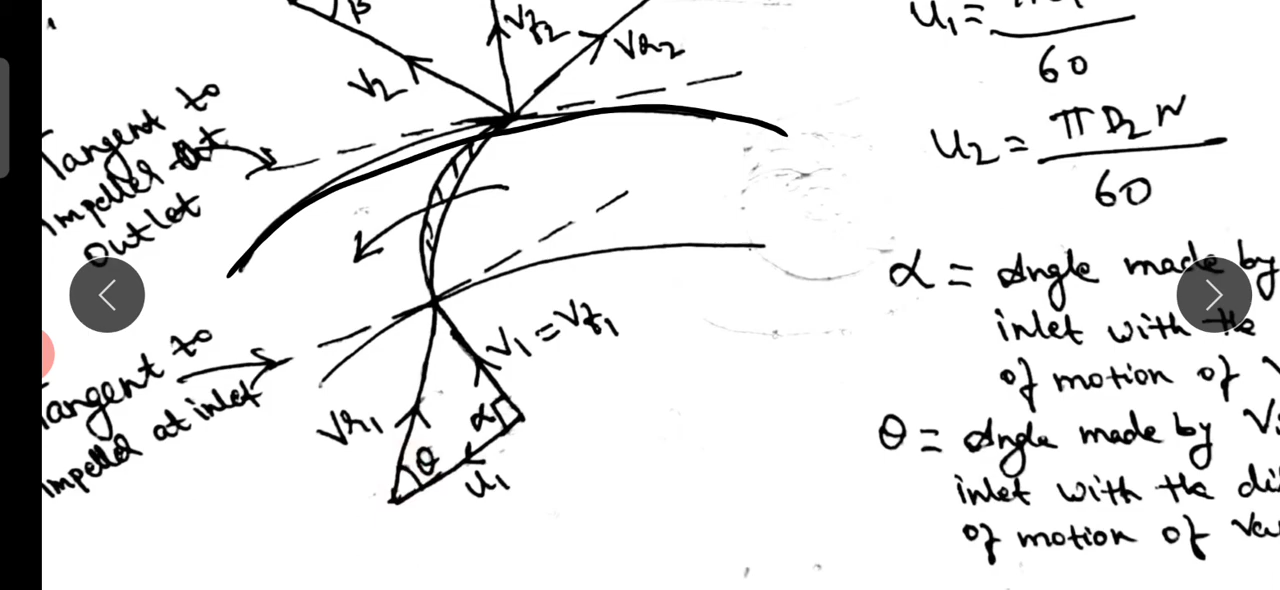 β
Vf2
Vr2
V2
Tangent to
impeller at
outlet
V1 = Vf1
Tangent to
impeller at inlet
Vr1
α
θ
u1
u1 =
60
u2 = π D2 N
60
α = Angle made by
inlet with the
of motion of
θ = Angle made by
inlet with the
of motion of